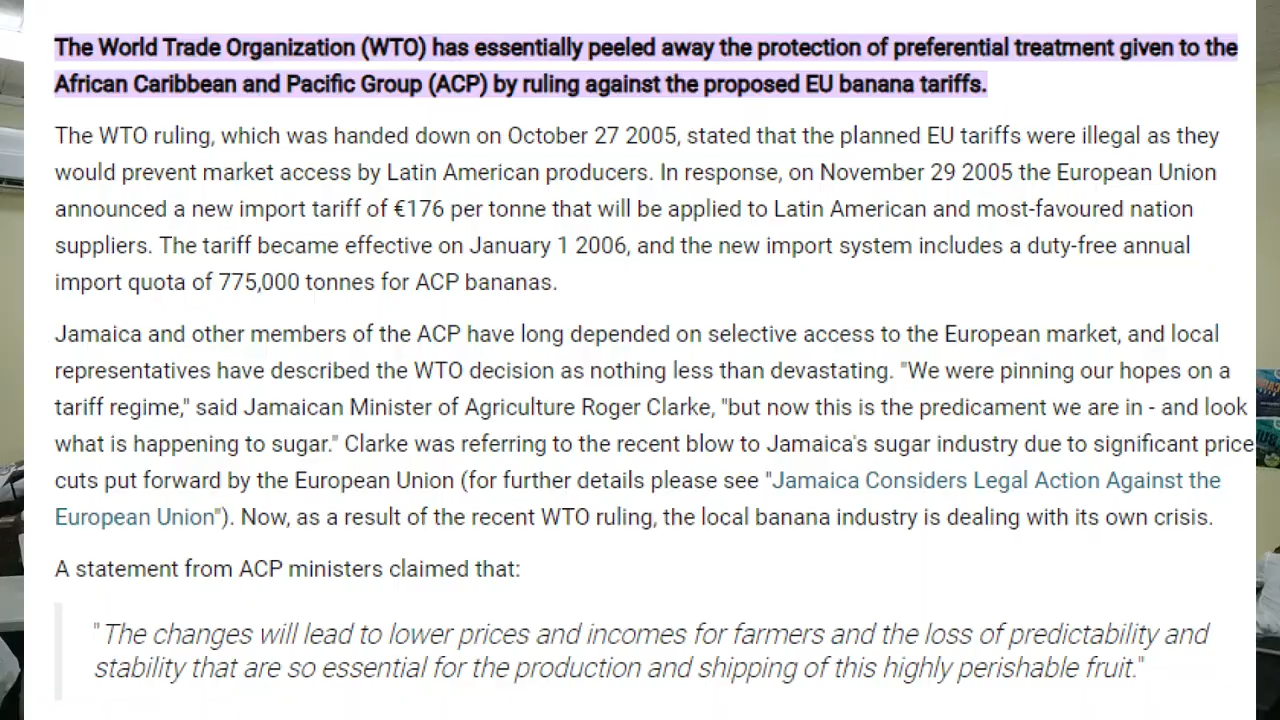 The World Trade Organization (WTO) has essentially peeled away the protection of preferential treatment given to the
African Caribbean and Pacific Group (ACP) by ruling against the proposed EU banana tariffs.
The WTO ruling, which was handed down on October 27 2005, stated that the planned EU tariffs were illegal as they
would prevent market access by Latin American producers. In response, on November 29 2005 the European Union
announced a new import tariff of €176 per tonne that will be applied to Latin American and most-favoured nation
suppliers. The tariff became effective on January 1 2006, and the new import system includes a duty-free annual
import quota of 775,000 tonnes for ACP bananas.
Jamaica and other members of the ACP have long depended on selective access to the European market, and local
representatives have described the WTO decision as nothing less than devastating. "We were pinning our hopes on a
tariff regime," said Jamaican Minister of Agriculture Roger Clarke, "but now this is the predicament we are in - and look
what is happening to sugar." Clarke was referring to the recent blow to Jamaica's sugar industry due to significant price
cuts put forward by the European Union (for further details please see "Jamaica Considers Legal Action Against the
European Union"). Now, as a result of the recent WTO ruling, the local banana industry is dealing with its own crisis.
A statement from ACP ministers claimed that:
"The changes will lead to lower prices and incomes for farmers and the loss of predictability and
stability that are so essential for the production and shipping of this highly perishable fruit."